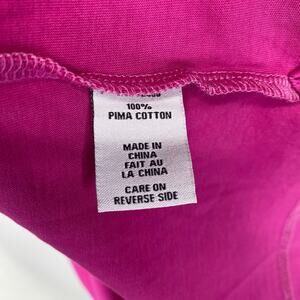 100%
PIMA COTTON
MADE IN
CHINA
FAIT AU
LA CHINA
CARE ON
REVERSE SIDE